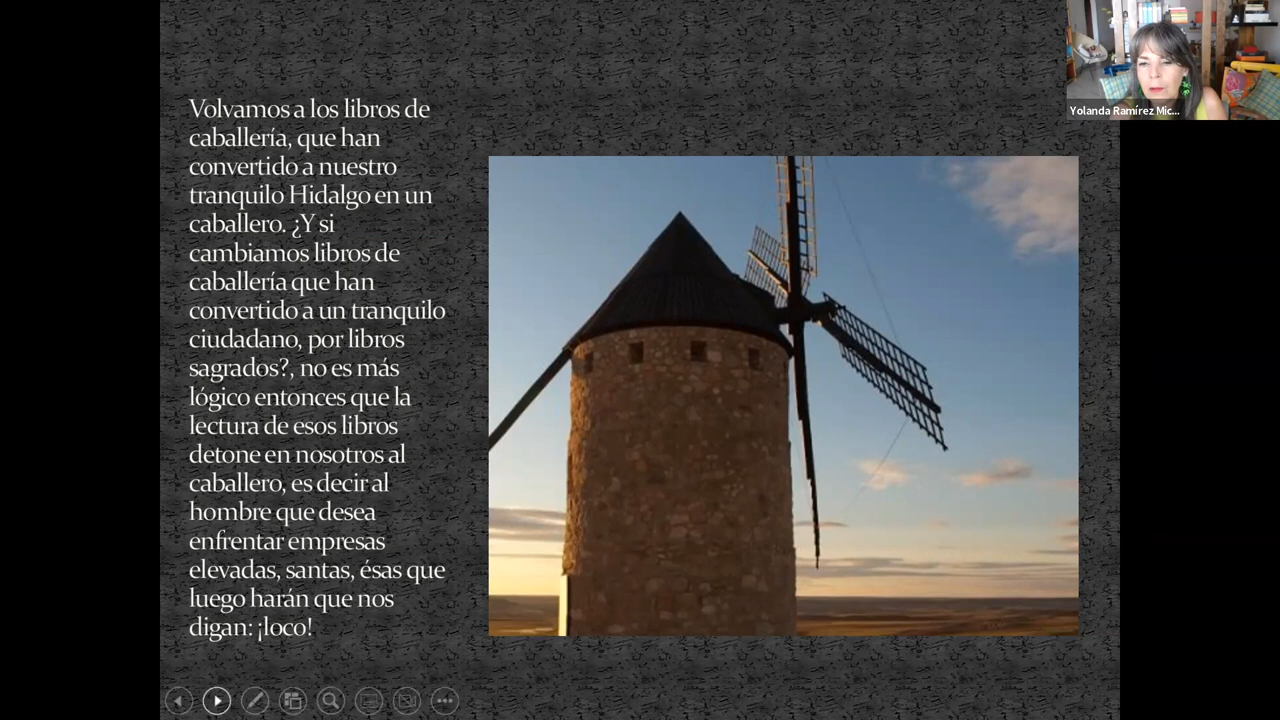 Volvamos a los libros de
caballería, que han
convertido a nuestro
tranquilo Hidalgo en un
caballero. ¿Y si
cambiamos libros de
caballería que han
convertido a un tranquilo
ciudadano, por libros
sagrados?, no es más
lógico entonces que la
lectura de esos libros
detone en nosotros al
caballero, es decir al
hombre que desea
enfrentar empresas
elevadas, santas, ésas que
luego harán que nos
digan: ¡loco!
Yolanda Ramírez Mic...